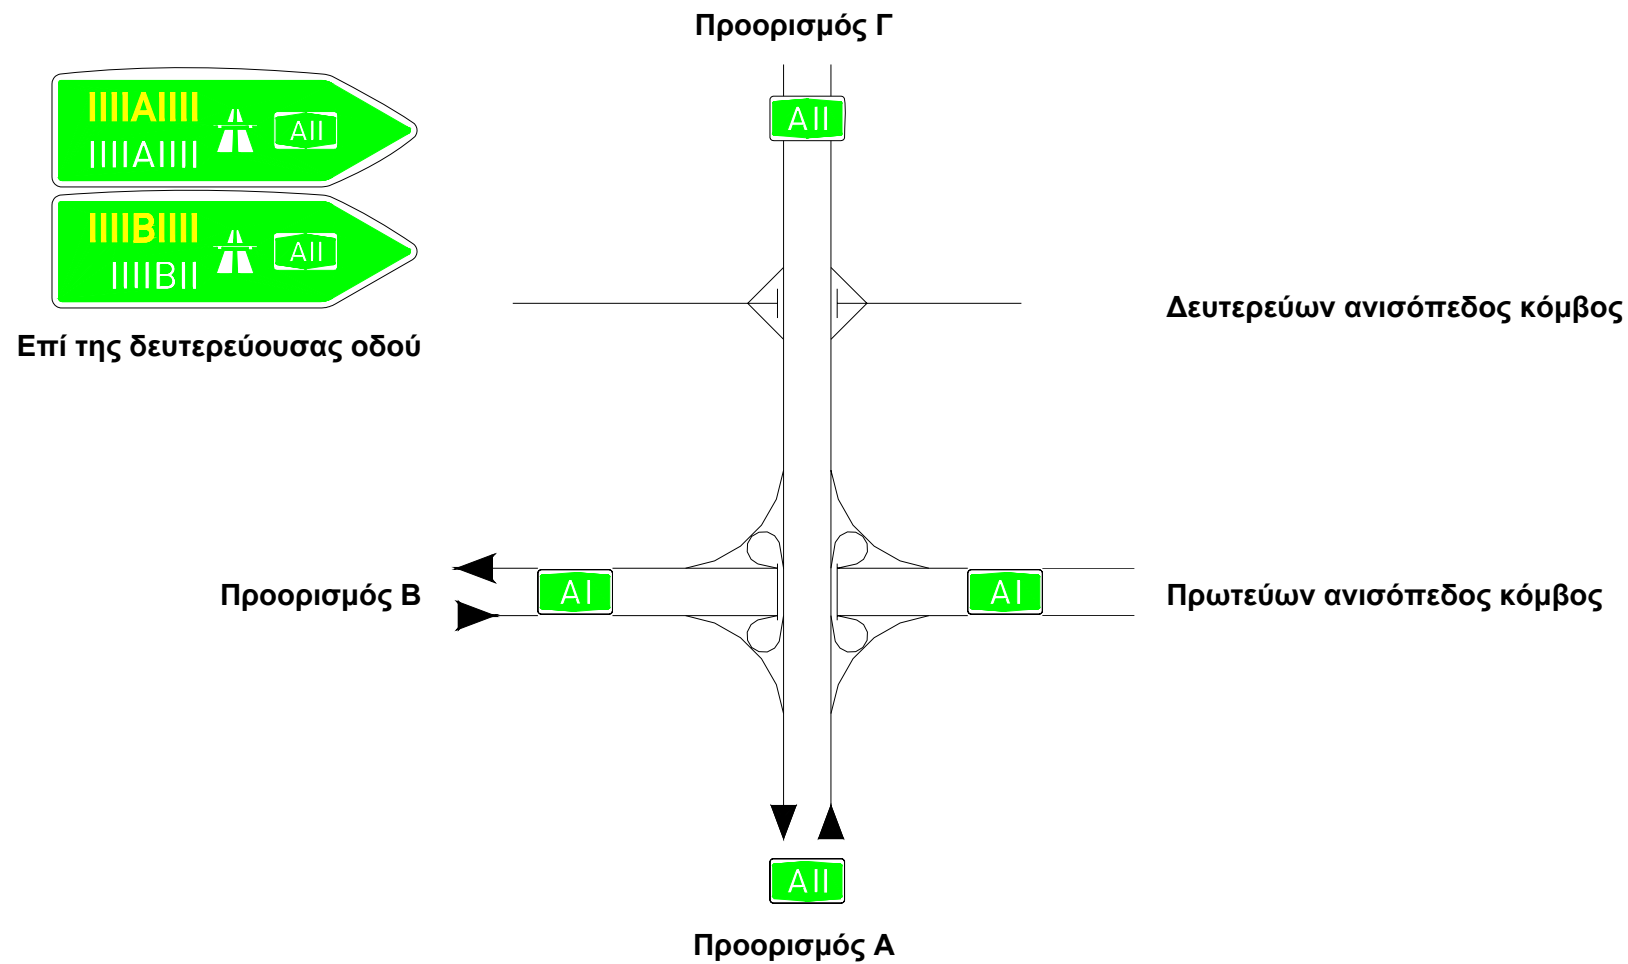 Προορισμός Γ
IIIIAIIII
IIIIAIIII
AII
AII
IIIIBIIII
IIIIBII
AII
Επί της δευτερεύουσας οδού
Δευτερεύων ανισόπεδος κόμβος
Προορισμός Β
AI
AI
Πρωτεύων ανισόπεδος κόμβος
AII
Προορισμός Α